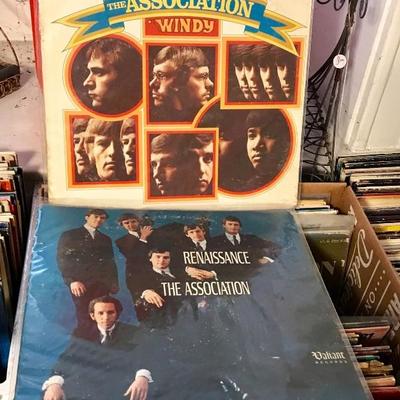 THE ASSOCIATION
WINDY
RENAISSANCE
THE ASSOCIATION
Valiant
RECORDS